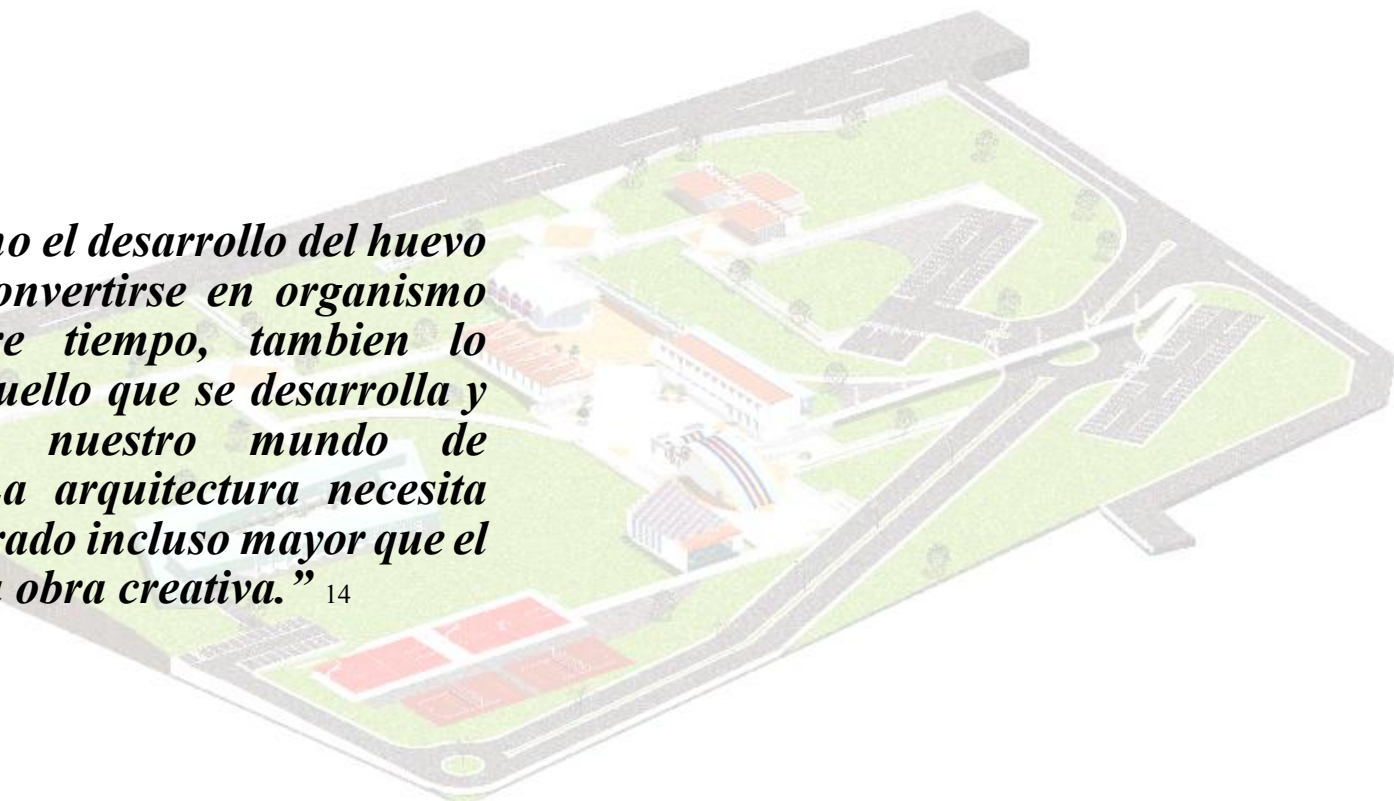 no el desarrollo del huevo
onvertirse en organismo
re tiempo, tambien lo
uello que se desarrolla y
nuestro mundo de
a arquitectura necesita
rado incluso mayor que el
obra creativa.” 14